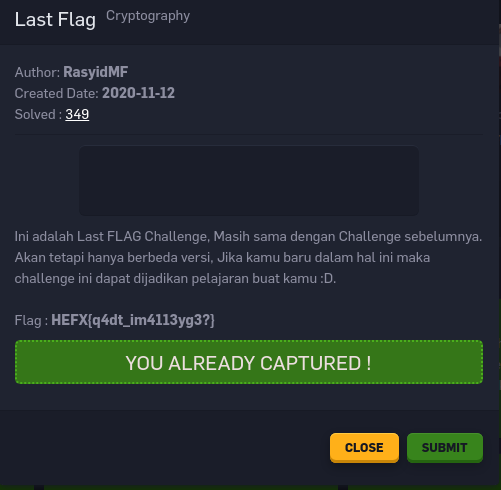 Last Flag Cryptography
Author: RasyidMF
Created Date: 2020-11-12
Solved : 349
Ini adalah Last FLAG Challenge, Masih sama dengan Challenge sebelumnya.
Akan tetapi hanya berbeda versi, Jika kamu baru dalam hal ini maka
challenge ini dapat dijadikan pelajaran buat kamu :D.
Flag : HEFX{q4dt_im4113yg3?}
YOU ALREADY CAPTURED !
CLOSE SUBMIT